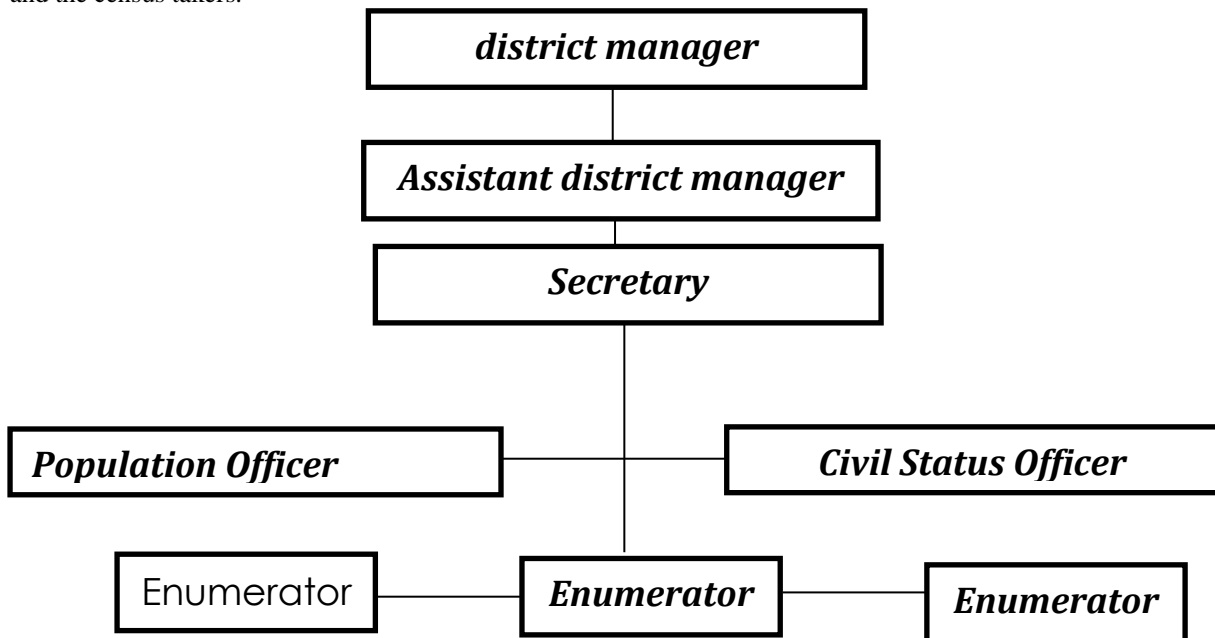 and the census takers.
district manager
Assistant district manager
Secretary
Population Officer
Civil Status Officer
Enumerator
Enumerator
Enumerator